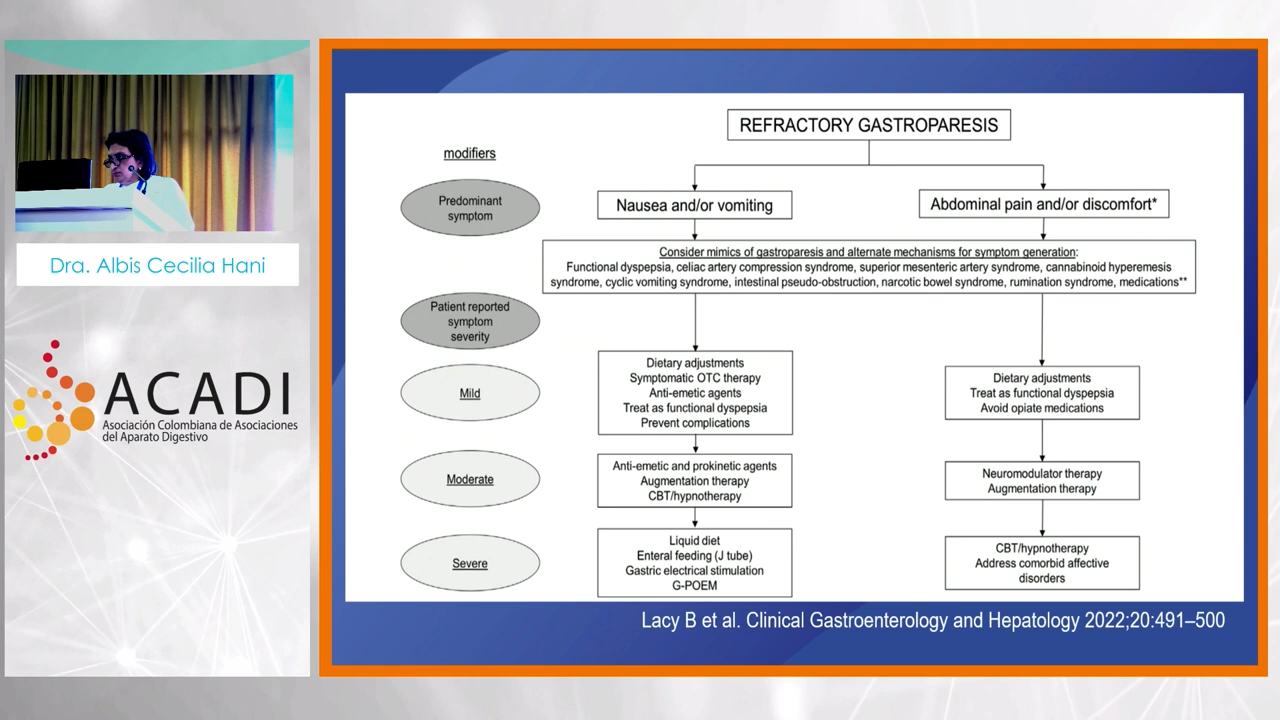 Dra. Albis Cecilia Hani
ACADI
Asociación Colombiana de Asociaciones
del Aparato Digestivo
REFRACTORY GASTROPARESIS
modifiers
Predominant
symptom
Nausea and/or vomiting
Abdominal pain and/or discomfort*
Consider mimics of gastroparesis and alternate mechanisms for symptom generation:
Functional dyspepsia, celiac artery compression syndrome, superior mesenteric artery syndrome, cannabinoid hyperemesis
syndrome, cyclic vomiting syndrome, intestinal pseudo-obstruction, narcotic bowel syndrome, rumination syndrome, medications**
Patient reported
symptom
severity
Mild
Dietary adjustments
Symptomatic OTC therapy
Anti-emetic agents
Treat as functional dyspepsia
Prevent complications
Dietary adjustments
Treat as functional dyspepsia
Avoid opiate medications
Moderate
Anti-emetic and prokinetic agents
Augmentation therapy
CBT/hypnotherapy
Neuromodulator therapy
Augmentation therapy
Severe
Liquid diet
Enteral feeding (J tube)
Gastric electrical stimulation
G-POEM
CBT/hypnotherapy
Address comorbid affective
disorders
Lacy B et al. Clinical Gastroenterology and Hepatology 2022;20:491–500